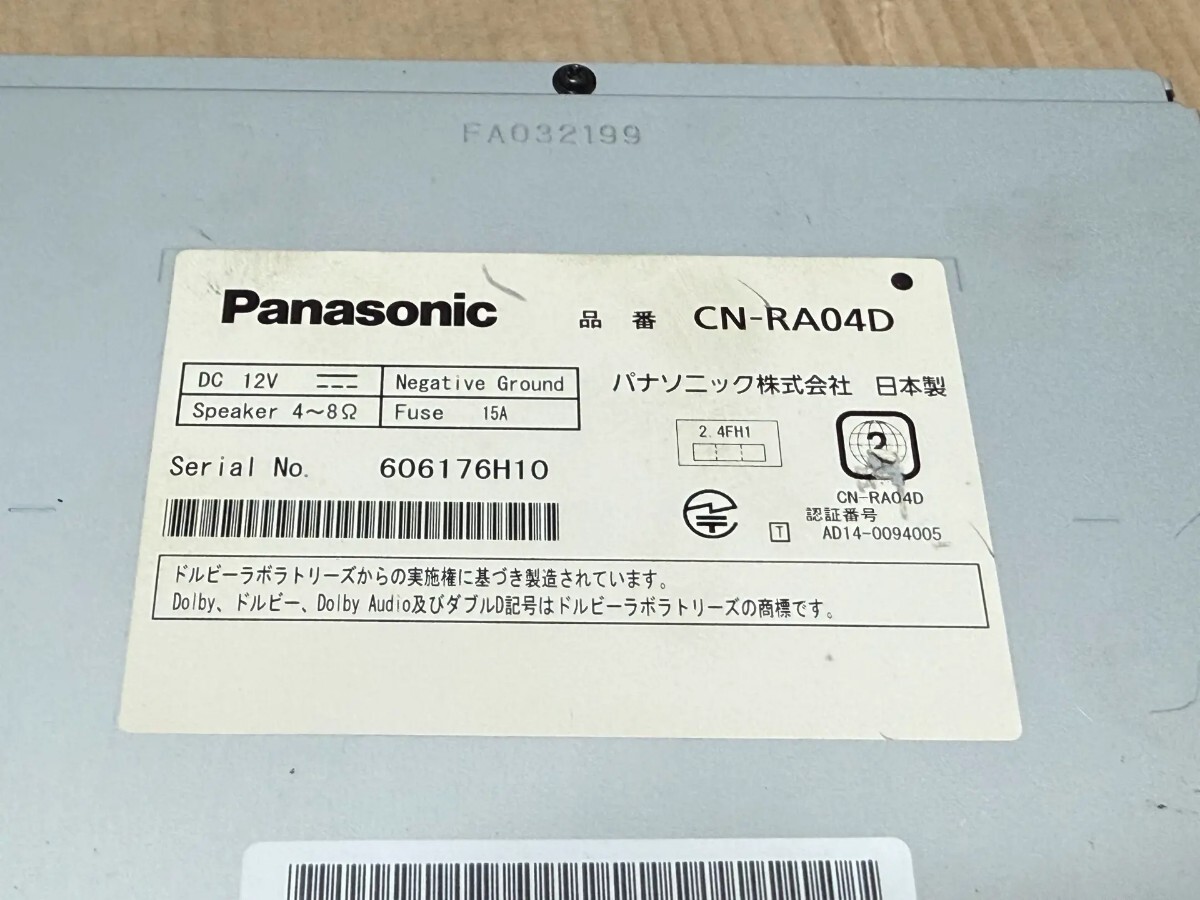 FA032199
Panasonic 品番 CN-RA04D
DC 12V Negative Ground
Speaker 4～8Ω Fuse 15A
パナソニック株式会社 日本製
2.4FH1
Serial No. 606176H10
CN-RA04D
認証番号
T AD14-0094005
ドルビーラボラトリーズからの実施権に基づき製造されています。
Dolby、ドルビー、Dolby Audio及びダブルD記号はドルビーラボラトリーズの商標です。